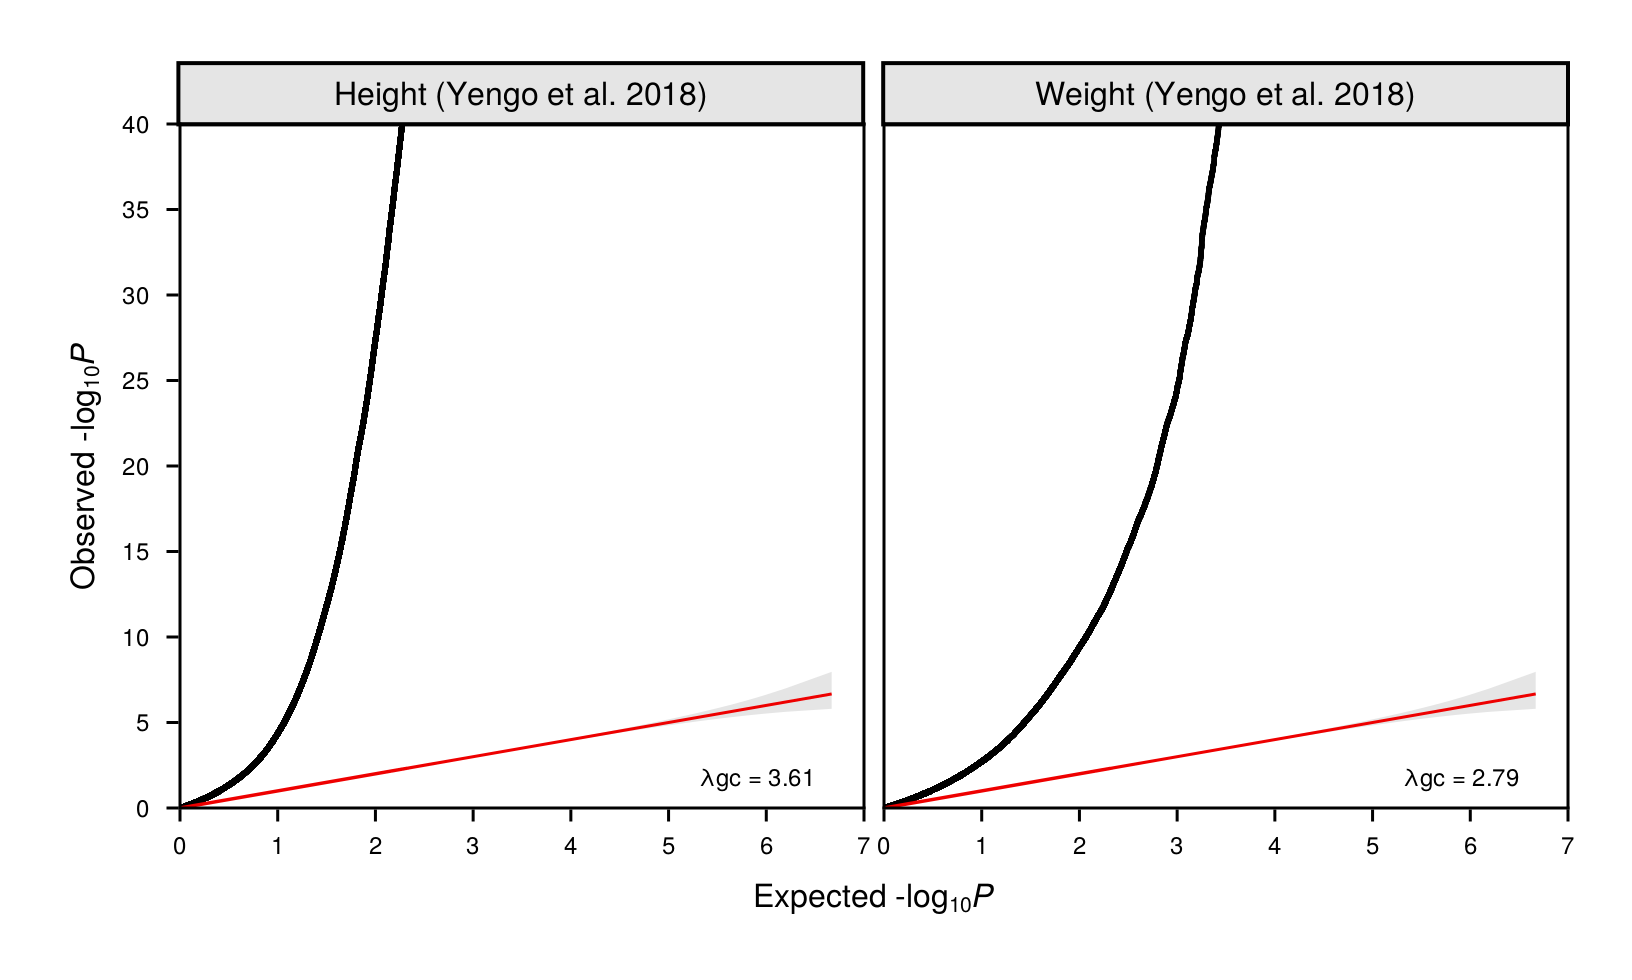 Height (Yengo et al. 2018) Weight (Yengo et al. 2018)
40
35
30
25
20
15
10
5
0
Observed -log10P
λgc = 3.61 λgc = 2.79
0 1 2 3 4 5 6 7 0 1 2 3 4 5 6 7
Expected -log10P